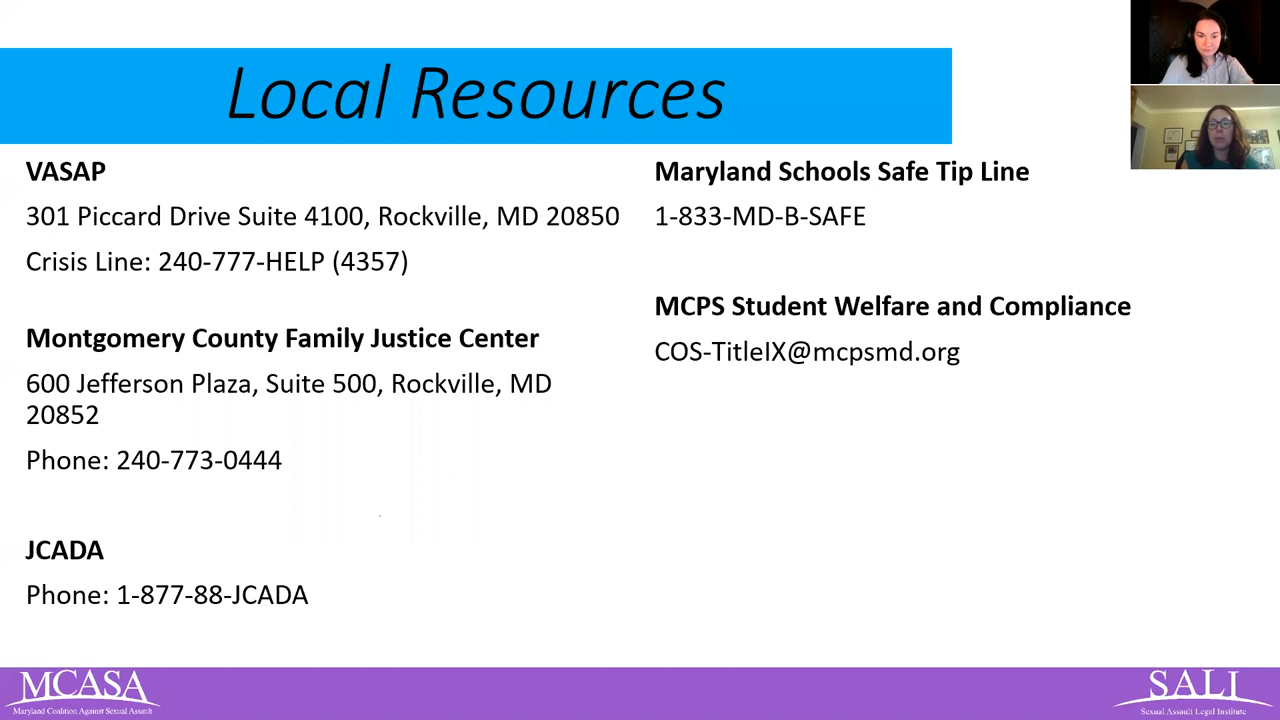 Local Resources
VASAP
301 Piccard Drive Suite 4100, Rockville, MD 20850
Crisis Line: 240-777-HELP (4357)
Montgomery County Family Justice Center
600 Jefferson Plaza, Suite 500, Rockville, MD
20852
Phone: 240-773-0444
JCADA
Phone: 1-877-88-JCADA
Maryland Schools Safe Tip Line
1-833-MD-B-SAFE
MCPS Student Welfare and Compliance
COS-TitleIX@mcpsmd.org
MCASA
Maryland Coalition Against Sexual Assault
SALI
Sexual Assault Legal Institute